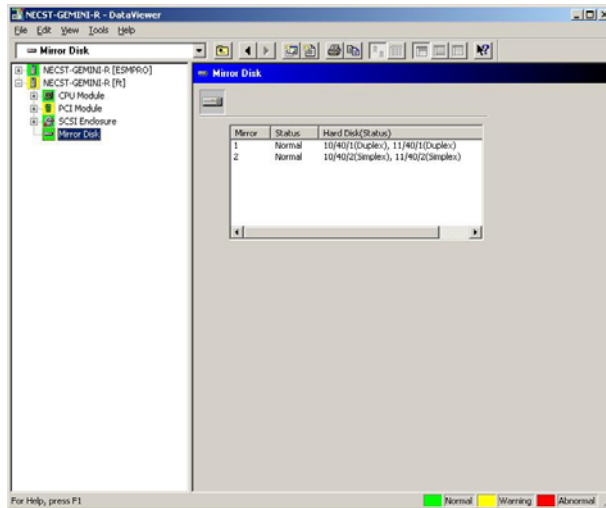 NECST-GEMINI-R - DataViewer
File Edit View Tools Help
Mirror Disk
NECST-GEMINI-R [ESMPRO]
NECST-GEMINI-R [ft]
CPU Module
PCI Module
SCSI Enclosure
Mirror Disk
Mirror Disk
Mirror Status Hard Disk(Status)
1 Normal 10/40/1(Duplex), 11/40/1(Duplex)
2 Normal 10/40/2(Simplex), 11/40/2(Simplex)
For Help, press F1
Normal Warning Abnormal